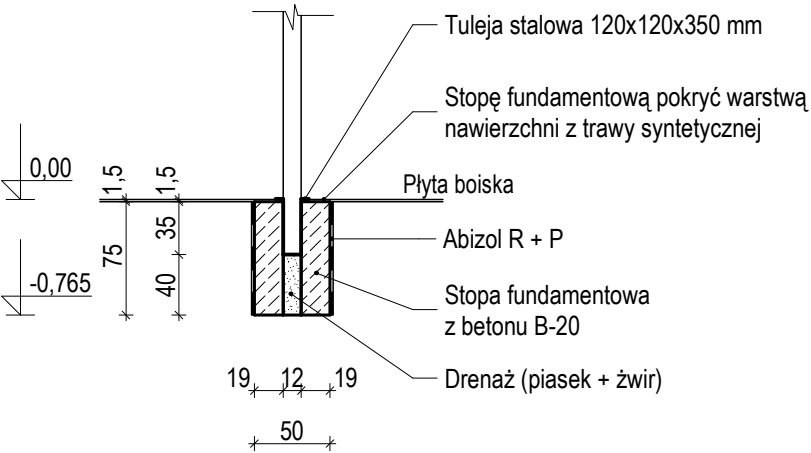 Tuleja stalowa 120x120x350 mm
Stopę fundamentową pokryć warstwą
nawierzchni z trawy syntetycznej
0,00
1,5
1,5
Płyta boiska
75
35
40
Abizol R + P
-0,765
Stopa fundamentowa
z betonu B-20
Drenaż (piasek + żwir)
19
12
19
50